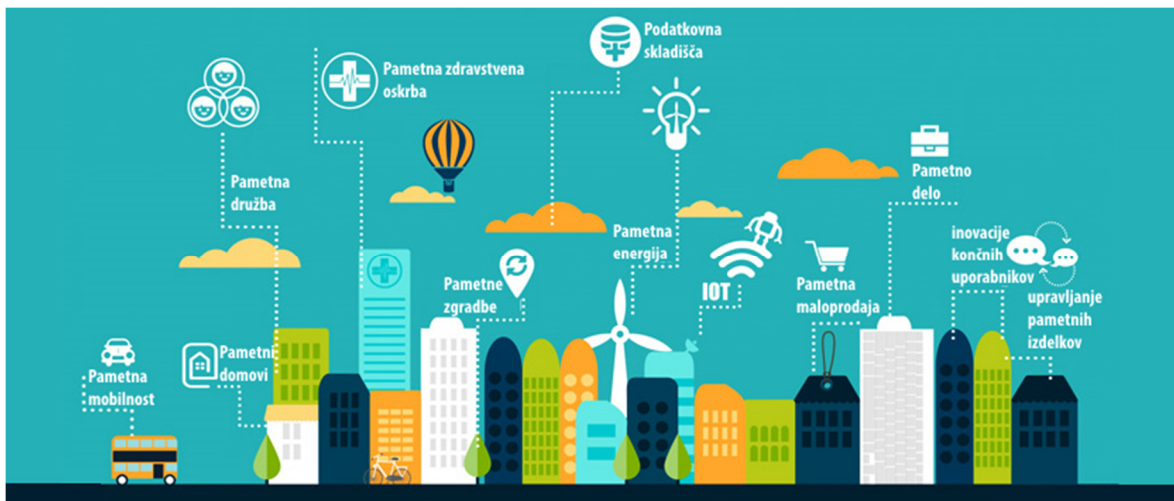 Podatkovna
skladišča
Pametna zdravstvena
oskrba
Pametna
družba
Pametno
delo
Pametna
energija
inovacije
končnih
uporabnikov
Pametne
zgradbe
IOT
Pametna
maloprodaja
upravljanje
pametnih
izdelkov
Pametni
domovi
Pametna
mobilnost